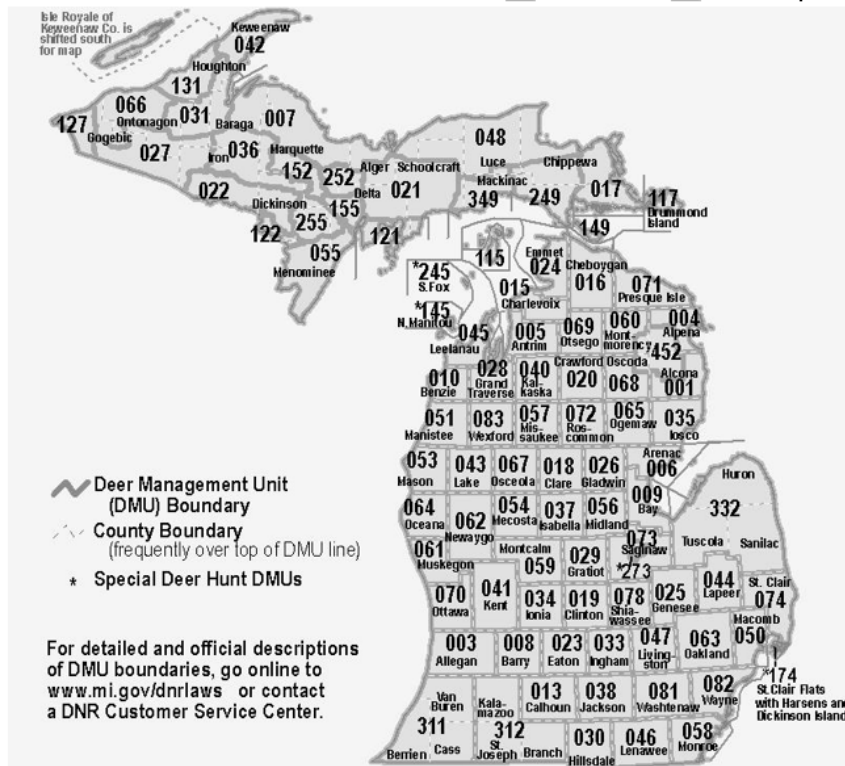 Isle Royale of
Keweenaw Co. is
shifted south
for map
Keweenaw
042
Houghton
131
066
Ontonagon
031
Baraga
007
127
Gogebic
027
Iron
036
Marquette
152
252
Alger
Schoolcraft
048
Luce
Chippewa
022
Dickinson
155
Delta
021
Mackinac
349
249
017
117
Drummond
Island
255
122
121
149
055
Menominee
115
Emmet
024
Cheboygan
016
*245
S.Fox
015
Charlevoix
071
Presque Isle
*145
N.Manitou
045
Leelanau
005
Antrim
069
Otsego
060
Mont-
morency
004
Alpena
*452
010
Benzie
028
Grand
Traverse
040
Kal-
kaska
Crawford
020
Oscoda
068
Alcona
001
051
Manistee
083
Wexford
057
Mis-
saukee
072
Ros-
common
065
Ogemaw
035
Iosco
053
Mason
043
Lake
067
Osceola
018
Clare
026
Gladwin
Arenac
006
Huron
332
Tuscola
Sanilac
064
Oceana
062
Newaygo
054
Mecosta
037
Isabella
056
Midland
009
Bay
061
Muskegon
Montcalm
059
029
Gratiot
073
Saginaw
*273
070
Ottawa
041
Kent
034
Ionia
019
Clinton
078
Shia-
wassee
025
Genesee
044
Lapeer
St. Clair
074
003
Allegan
008
Barry
023
Eaton
033
Ingham
047
Living-
ston
063
Oakland
Macomb
050
*174
St.Clair Flats
with Harsens and
Dickinson Island
Van
Buren
Kala-
mazoo
013
Calhoun
038
Jackson
081
Washtenaw
082
Wayne
311
Berrien
Cass
312
St.
Joseph
Branch
030
Hillsdale
046
Lenawee
058
Monroe
Deer Management Unit
(DMU) Boundary
County Boundary
(frequently over top of DMU line)
* Special Deer Hunt DMUs
For detailed and official descriptions
of DMU boundaries, go online to
www.mi.gov/dnrlaws or contact
a DNR Customer Service Center.